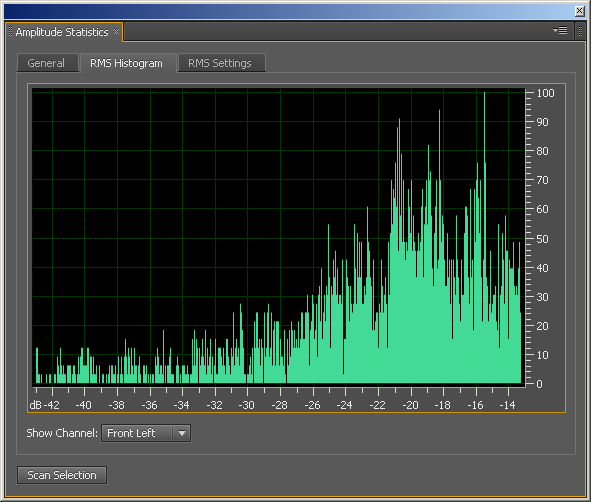 Amplitude Statistics
General RMS Histogram RMS Settings
100
90
80
70
60
50
40
30
20
10
0
dB -42 -40 -38 -36 -34 -32 -30 -28 -26 -24 -22 -20 -18 -16 -14
Show Channel: Front Left
Scan Selection